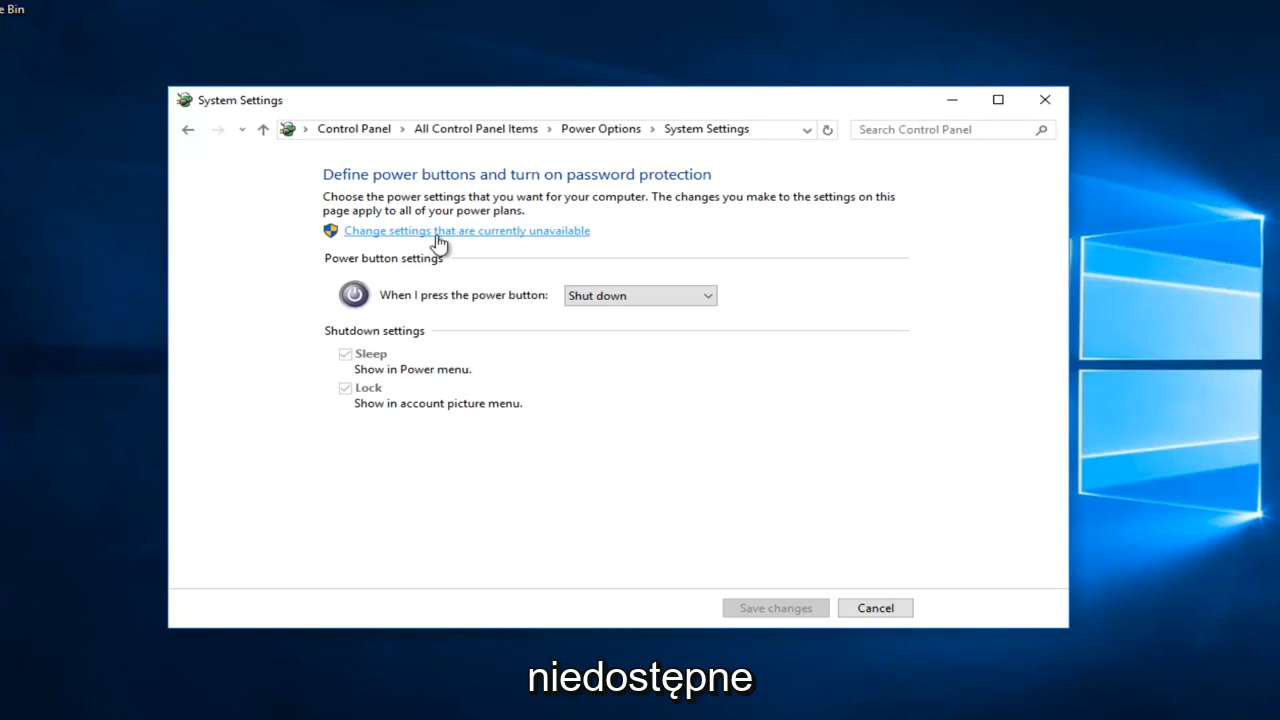 e Bin
System Settings
Control Panel > All Control Panel Items > Power Options > System Settings
Search Control Panel
Define power buttons and turn on password protection
Choose the power settings that you want for your computer. The changes you make to the settings on this
page apply to all of your power plans.
Change settings that are currently unavailable
Power button settings
When I press the power button:
Shut down
Shutdown settings
Sleep
Show in Power menu.
Lock
Show in account picture menu.
Save changes
Cancel
niedostępne